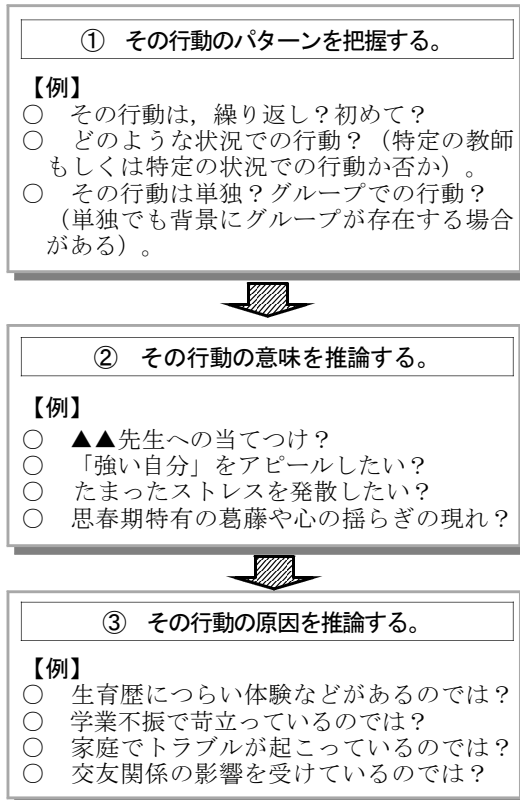 ① その行動のパターンを把握する。
【例】
○ その行動は，繰り返し？初めて？
○ どのような状況での行動？（特定の教師
もしくは特定の状況での行動か否か）。
○ その行動は単独？グループでの行動？
（単独でも背景にグループが存在する場合
がある）。
② その行動の意味を推論する。
【例】
○ ▲▲先生への当てつけ？
○ 「強い自分」をアピールしたい？
○ たまったストレスを発散したい？
○ 思春期特有の葛藤や心の揺らぎの現れ？
③ その行動の原因を推論する。
【例】
○ 生育歴につらい体験などがあるのでは？
○ 学業不振で苛立っているのでは？
○ 家庭でトラブルが起こっているのでは？
○ 交友関係の影響を受けているのでは？